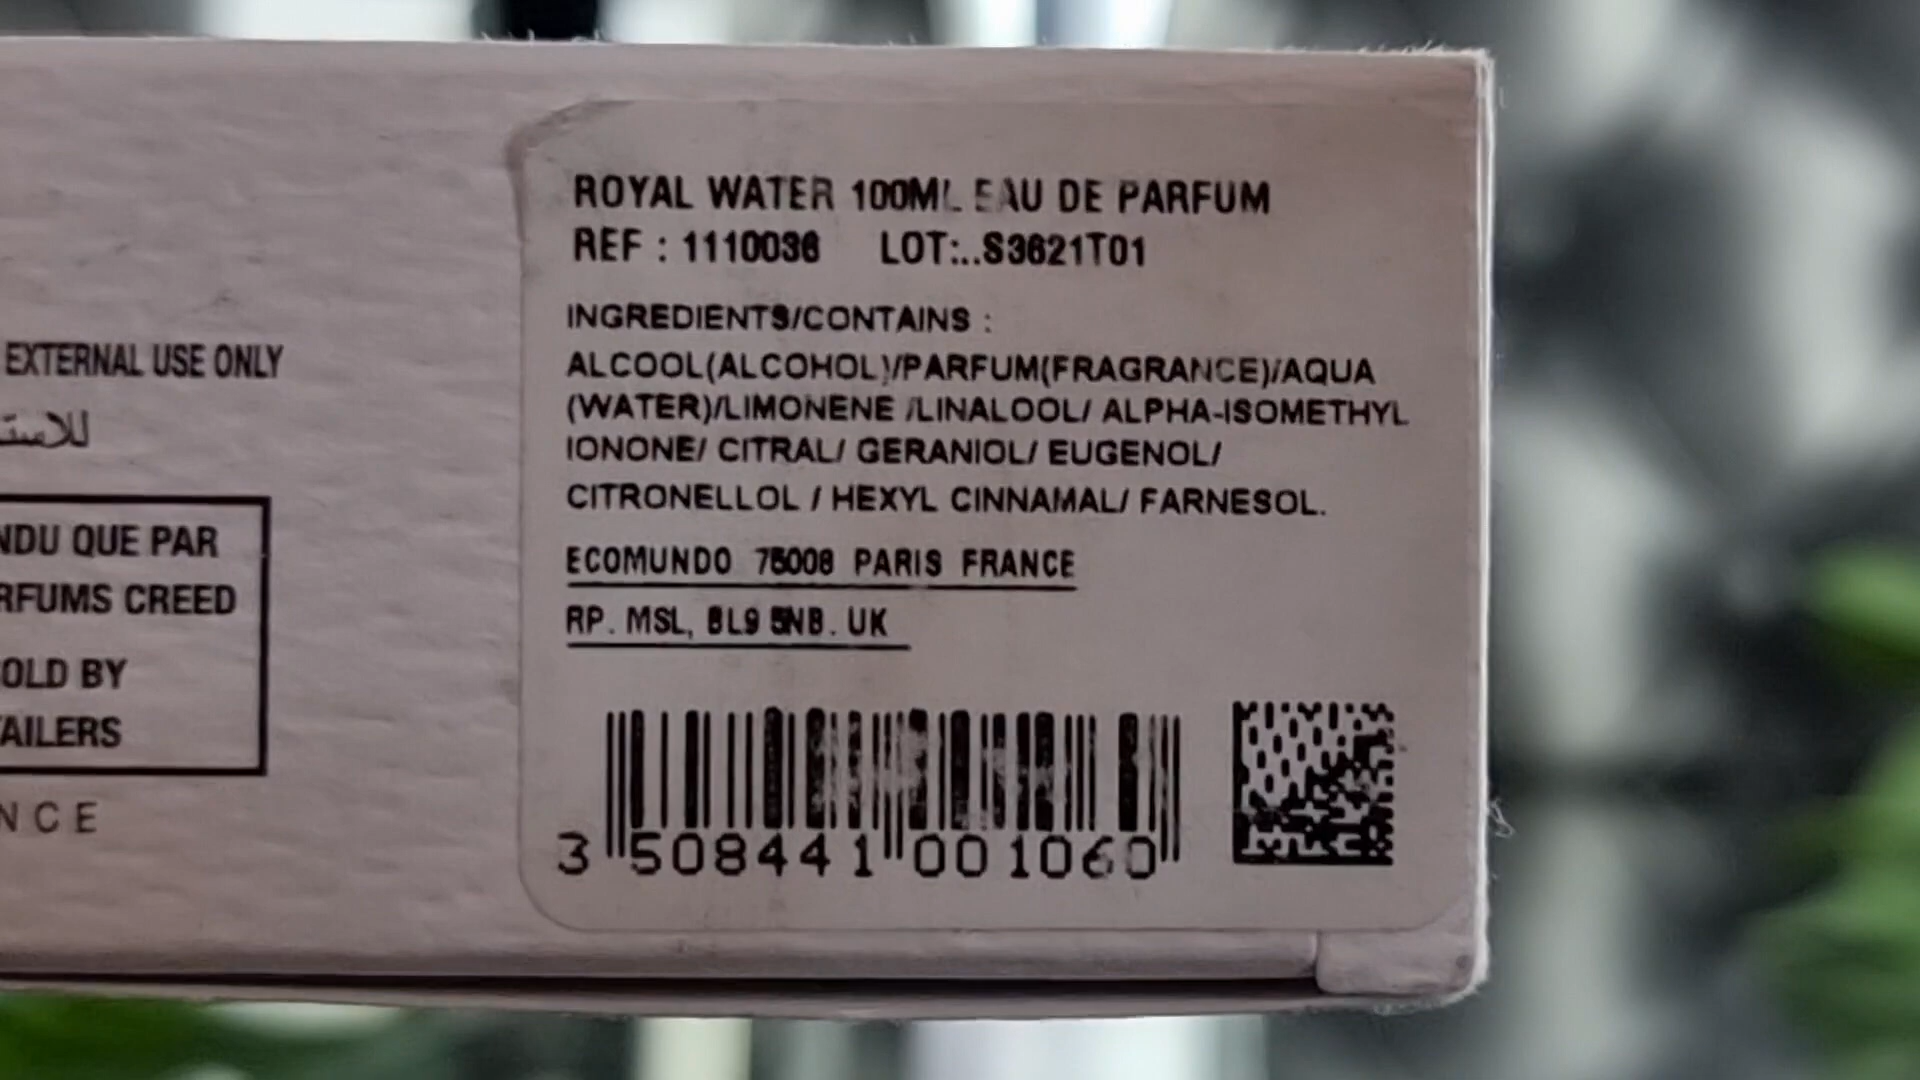 EXTERNAL USE ONLY
NDU QUE PAR
RFUMS CREED
OLD BY
AILERS
NCE
ROYAL WATER 100ML EAU DE PARFUM
REF : 1110036 LOT:..S3621T01
INGREDIENTS/CONTAINS :
ALCOOL(ALCOHOL)/PARFUM(FRAGRANCE)/AQUA
(WATER)/LIMONENE /LINALOOL/ ALPHA-ISOMETHYL
IONONE/ CITRAL/ GERANIOL/ EUGENOL/
CITRONELLOL / HEXYL CINNAMAL/ FARNESOL.
ECOMUNDO 75008 PARIS FRANCE
RP. MSL, BL9 5NB. UK
3 508441 001060